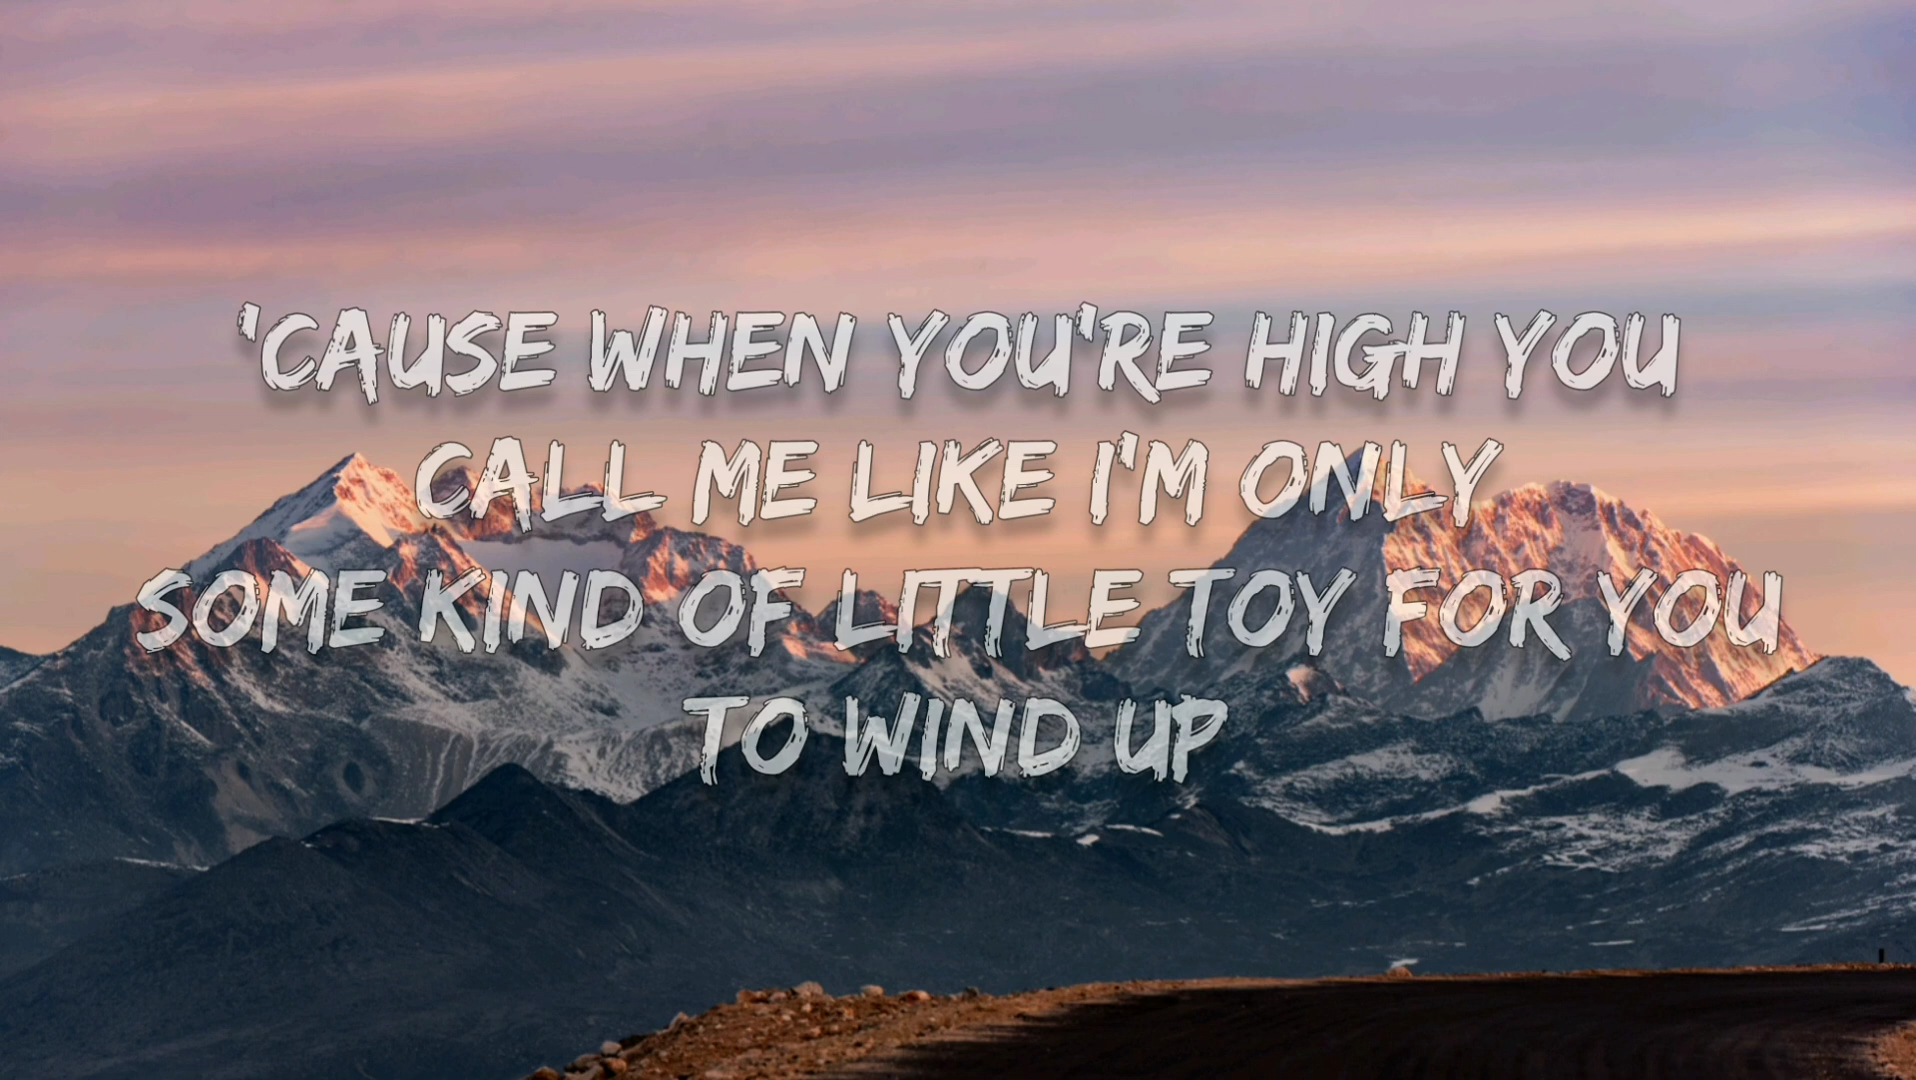 'CAUSE WHEN YOU'RE HIGH YOU
CALL ME LIKE I'M ONLY
SOME KIND OF LITTLE TOY FOR YOU
TO WIND UP